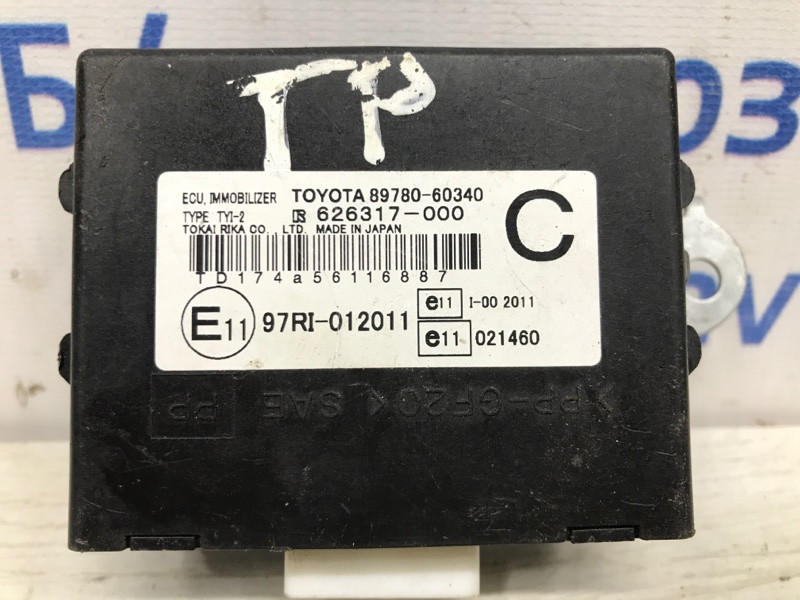 Б/
ОЗ
TP
ECU, IMMOBILIZER TOYOTA 89780-60340
TYPE TYI-2 626317-000
TOKAI RIKA CO., LTD. MADE IN JAPAN
C
TD174a56116887
E11 97RI-012011
e11 I-00 2011
e11 021460
>PP-GF20< SAE PP